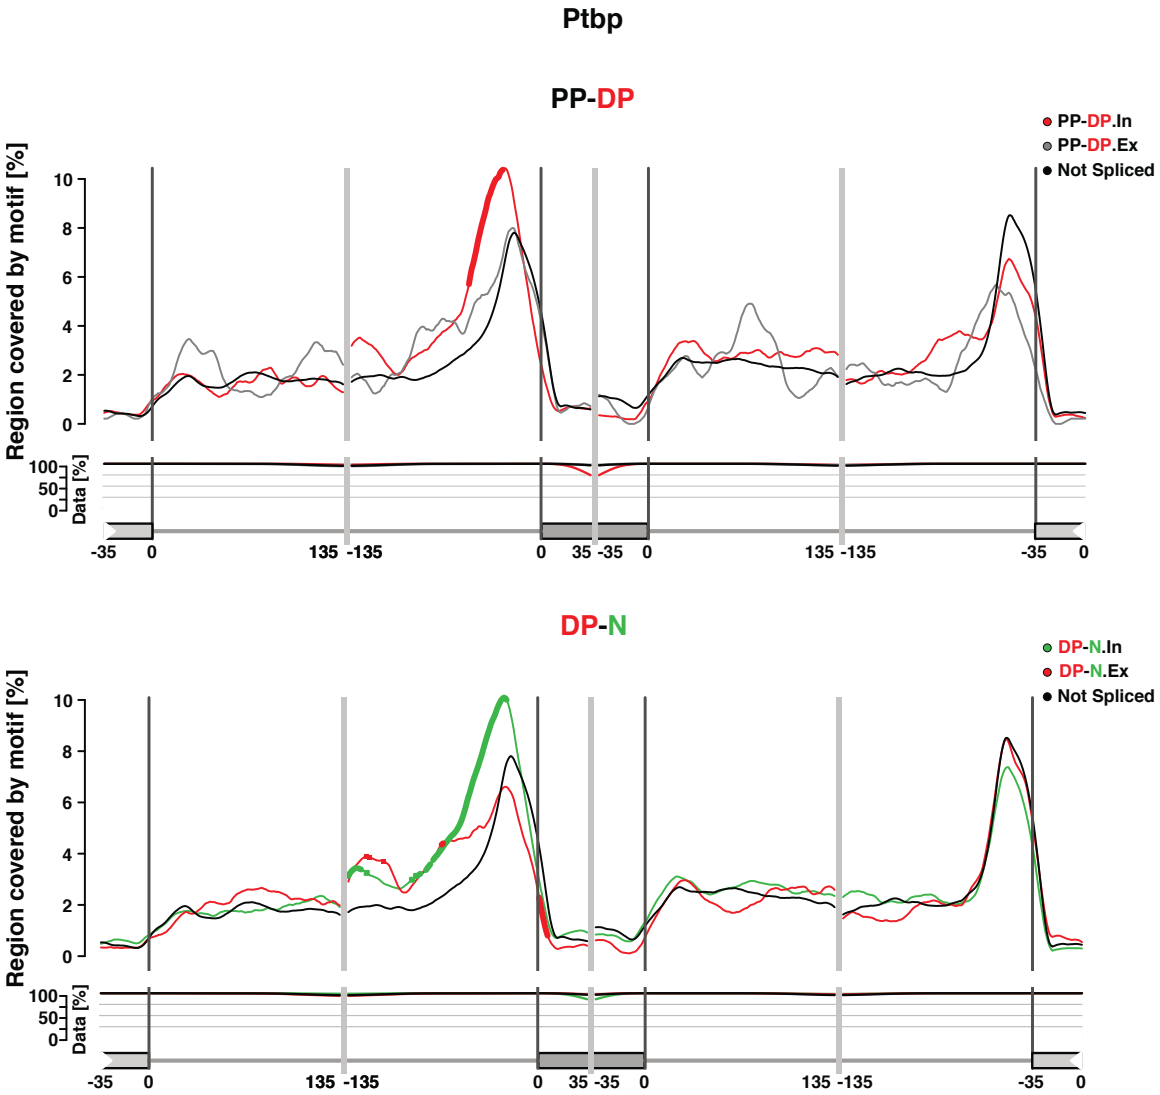 Ptbp
PP-DP
PP-DP.In
PP-DP.Ex
Not Spliced
Region covered by motif [%]
10
8
6
4
2
0
Data [%]
100
50
0
-35 0 135 -135 0 35 -35 0 135 -135 -35 0
DP-N
DP-N.In
DP-N.Ex
Not Spliced
Region covered by motif [%]
10
8
6
4
2
0
Data [%]
100
50
0
-35 0 135 -135 0 35 -35 0 135 -135 -35 0